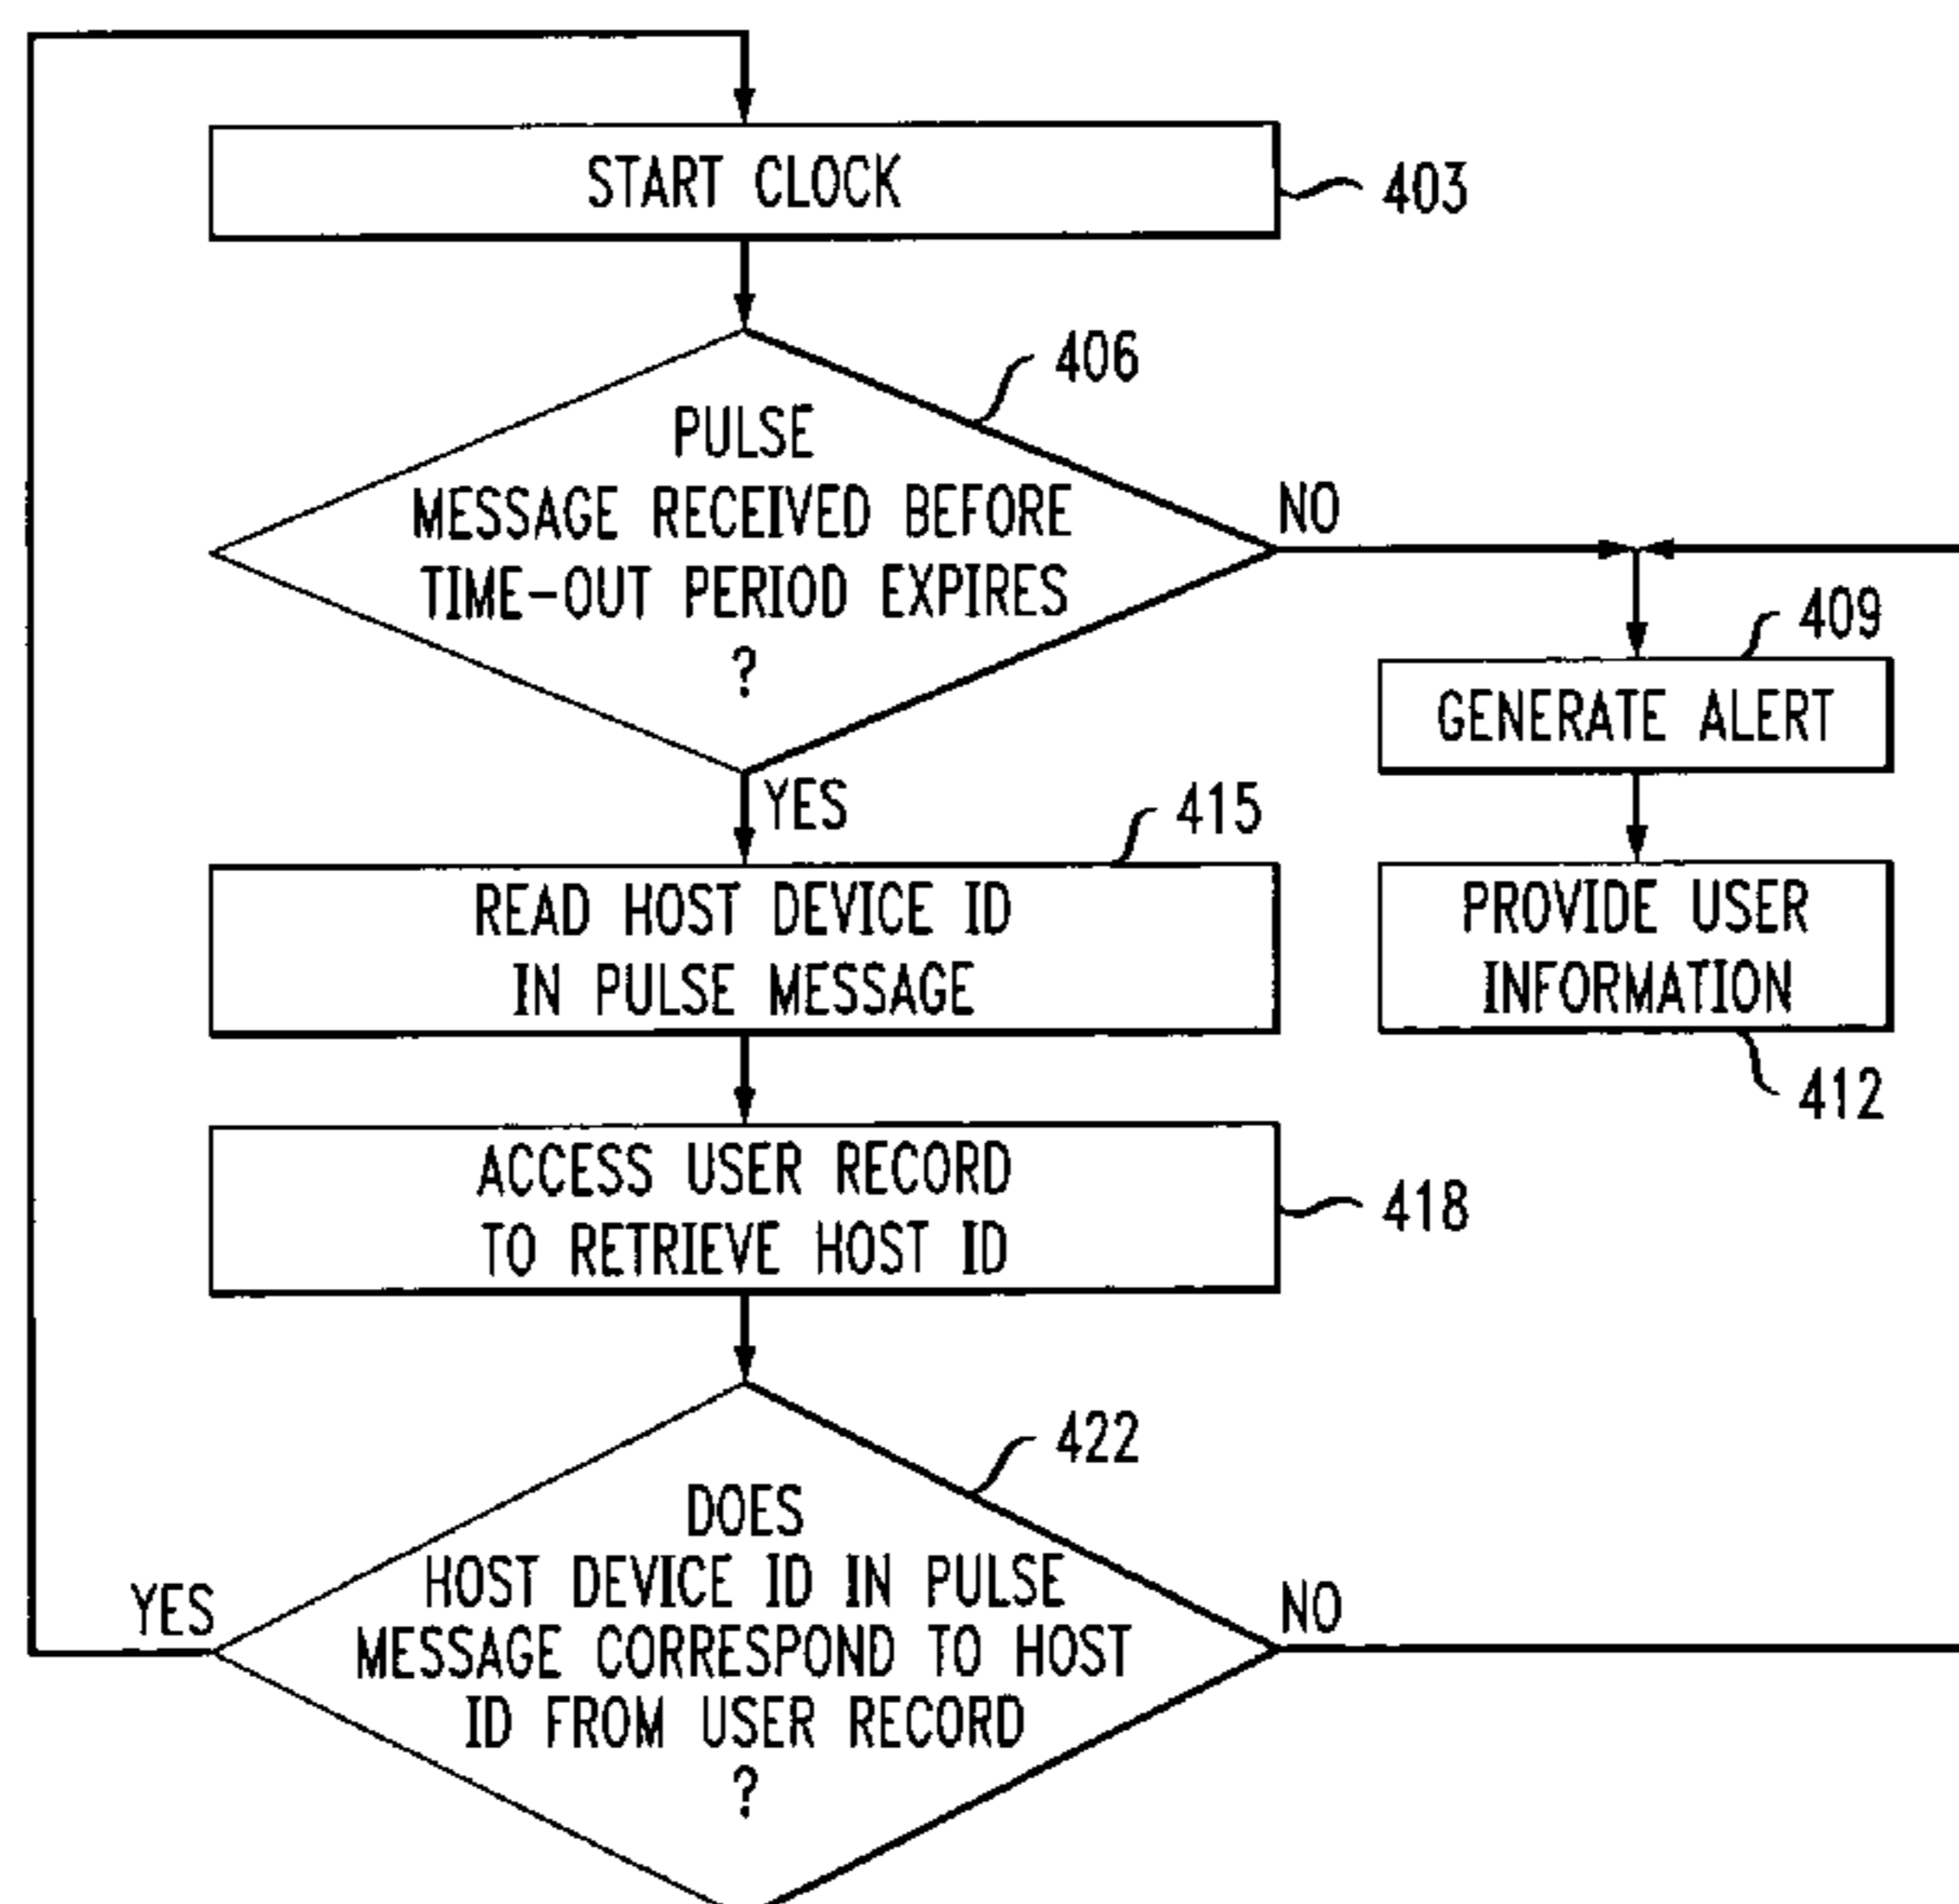 START CLOCK
403
406
PULSE
MESSAGE RECEIVED BEFORE
TIME-OUT PERIOD EXPIRES
?
NO
YES
409
GENERATE ALERT
415
READ HOST DEVICE ID
IN PULSE MESSAGE
PROVIDE USER
INFORMATION
412
ACCESS USER RECORD
TO RETRIEVE HOST ID
418
422
DOES
HOST DEVICE ID IN PULSE
MESSAGE CORRESPOND TO HOST
ID FROM USER RECORD
?
YES
NO